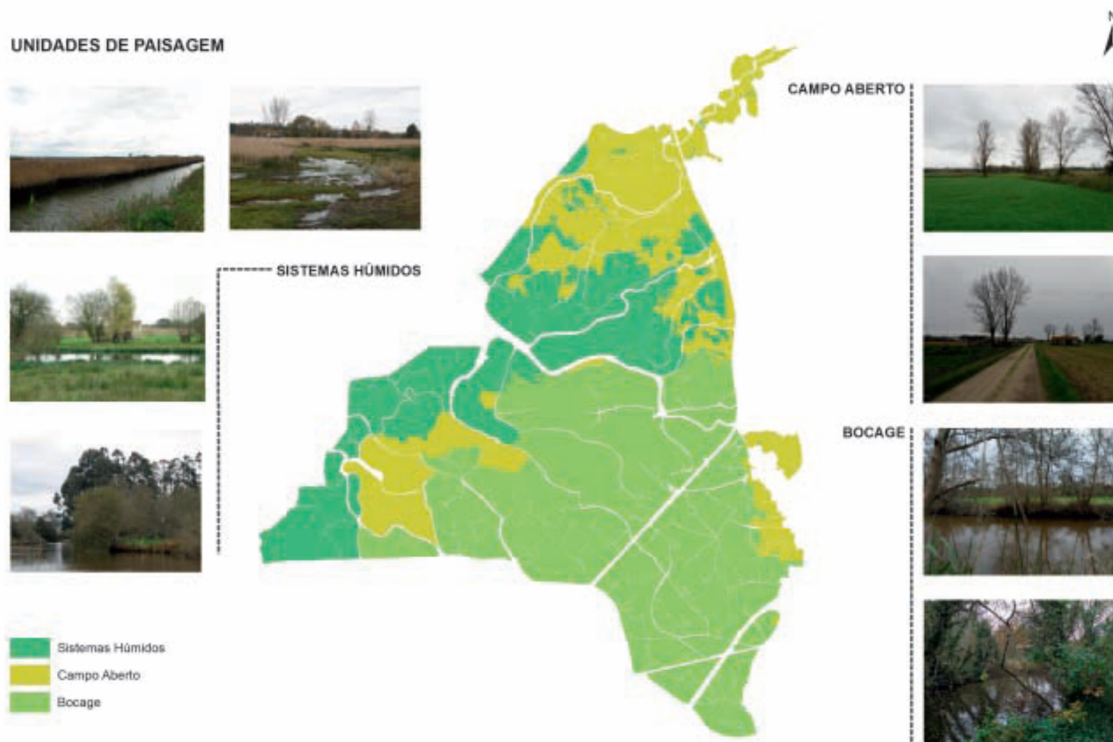 N
UNIDADES DE PAISAGEM
CAMPO ABERTO
SISTEMAS HÚMIDOS
BOCAGE
Sistemas Húmidos
Campo Aberto
Bocage